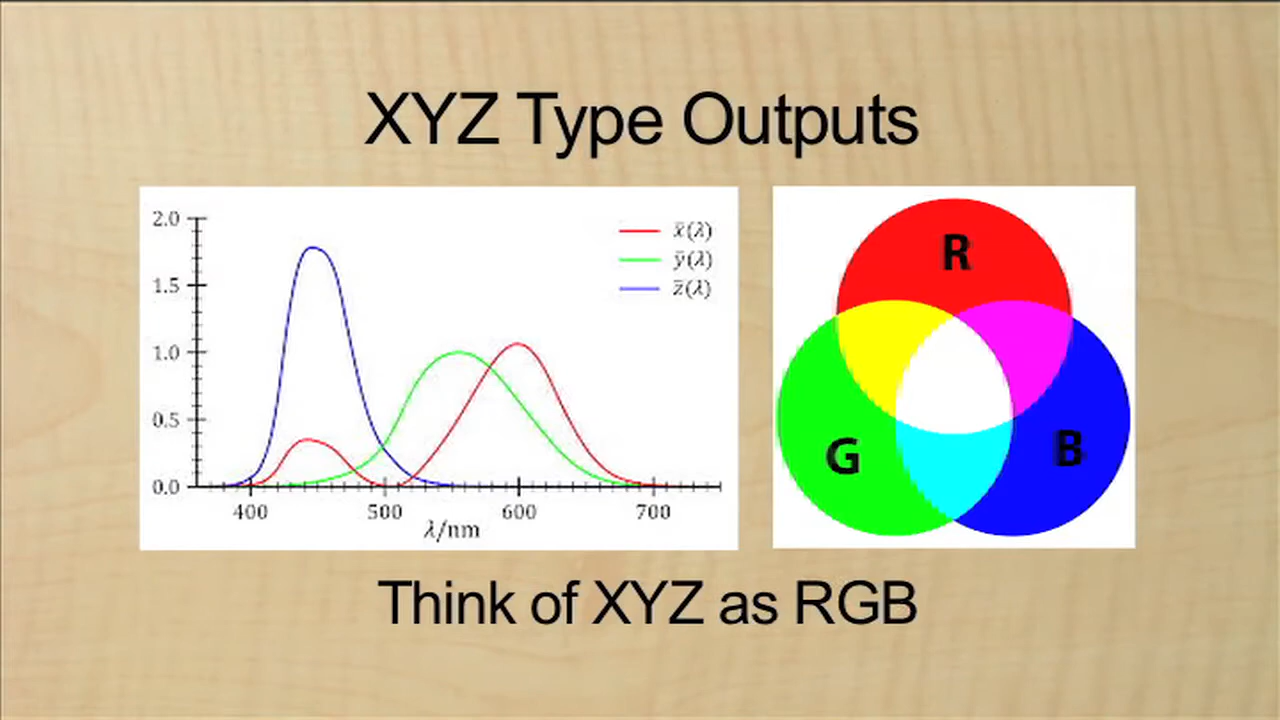 XYZ Type Outputs
2.0
1.5
1.0
0.5
0.0
400 500 600 700
λ/nm
x̄(λ)
ȳ(λ)
z̄(λ)
R
G
B
Think of XYZ as RGB